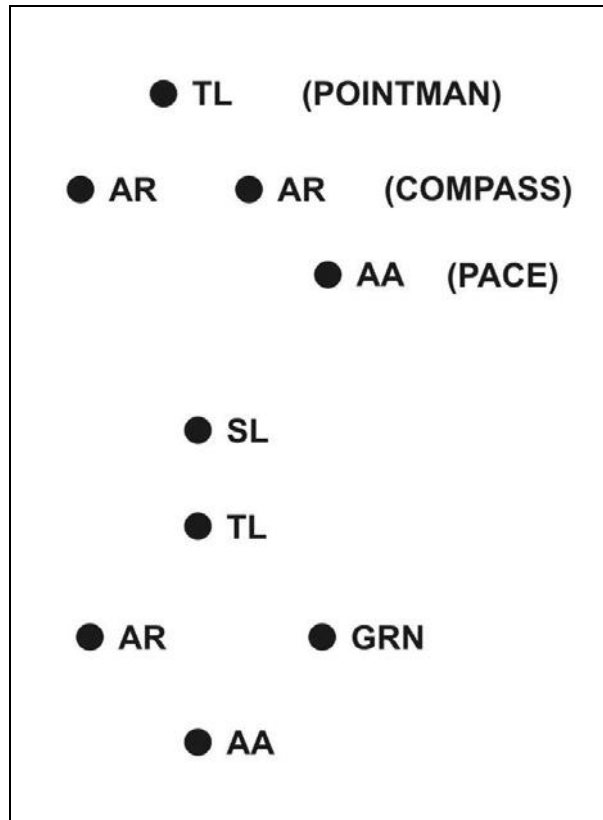 TL (POINTMAN)
AR AR (COMPASS)
AA (PACE)
SL
TL
AR GRN
AA